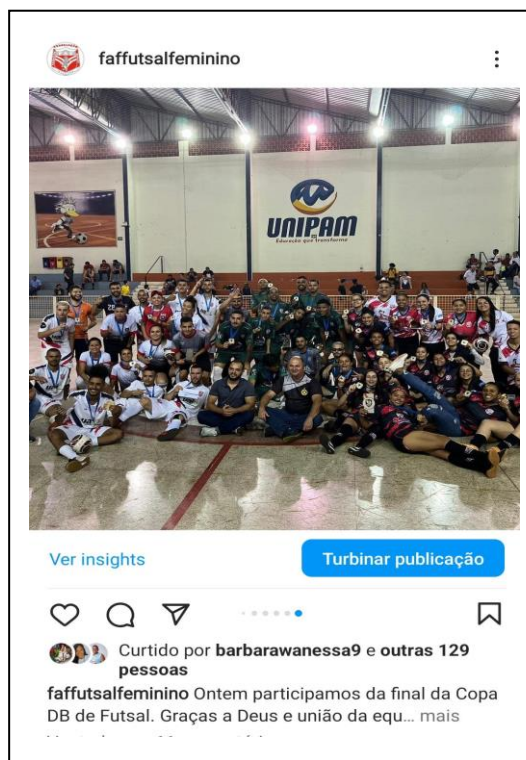 faffutsalfeminino
UNIPAM
Educação que transforma
Ver insights
Turbinar publicação
Curtido por barbarawanessa9 e outras 129
pessoas
faffutsalfeminino Ontem participamos da final da Copa
DB de Futsal. Graças a Deus e união da equ... mais